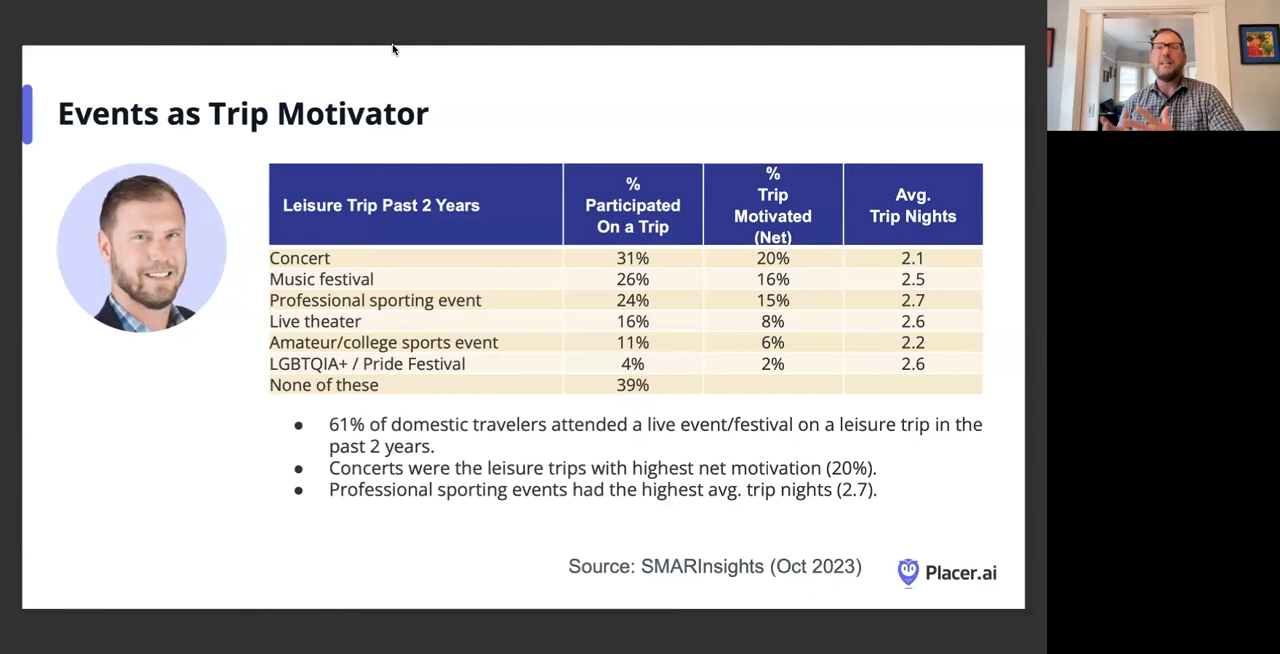 Events as Trip Motivator
Leisure Trip Past 2 Years
%
Participated
On a Trip
%
Trip
Motivated
(Net)
Avg.
Trip Nights
Concert 31% 20% 2.1
Music festival 26% 16% 2.5
Professional sporting event 24% 15% 2.7
Live theater 16% 8% 2.6
Amateur/college sports event 11% 6% 2.2
LGBTQIA+ / Pride Festival 4% 2% 2.6
None of these 39%
● 61% of domestic travelers attended a live event/festival on a leisure trip in the
past 2 years.
● Concerts were the leisure trips with highest net motivation (20%).
● Professional sporting events had the highest avg. trip nights (2.7).
Source: SMARInsights (Oct 2023)
Placer.ai